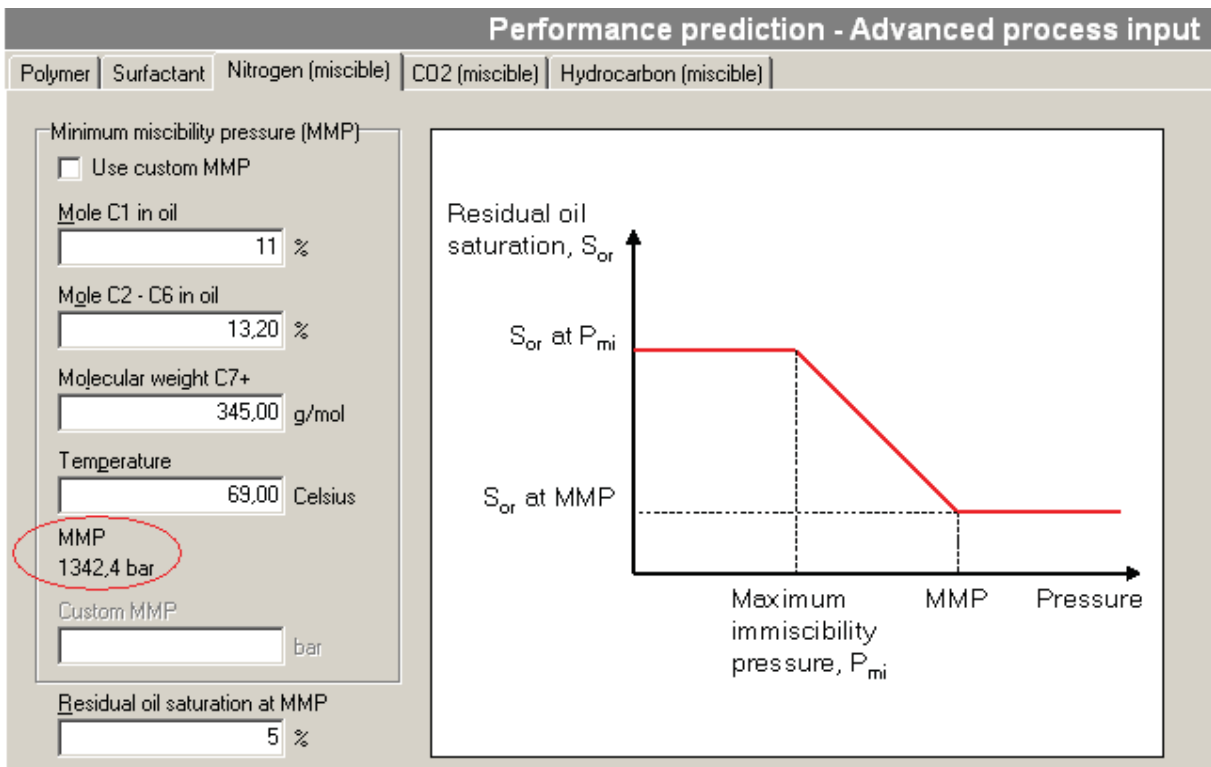 Performance prediction - Advanced process input
Polymer Surfactant Nitrogen (miscible) CO2 (miscible) Hydrocarbon (miscible)
Minimum miscibility pressure (MMP)
Use custom MMP
Mole C1 in oil
11 %
Mole C2 - C6 in oil
13,20 %
Molecular weight C7+
345,00 g/mol
Temperature
69,00 Celsius
MMP
1342,4 bar
Custom MMP
bar
Residual oil saturation at MMP
5 %
Residual oil
saturation, Sor
Sor at Pmi
Sor at MMP
Maximum
immiscibility
pressure, Pmi
MMP
Pressure